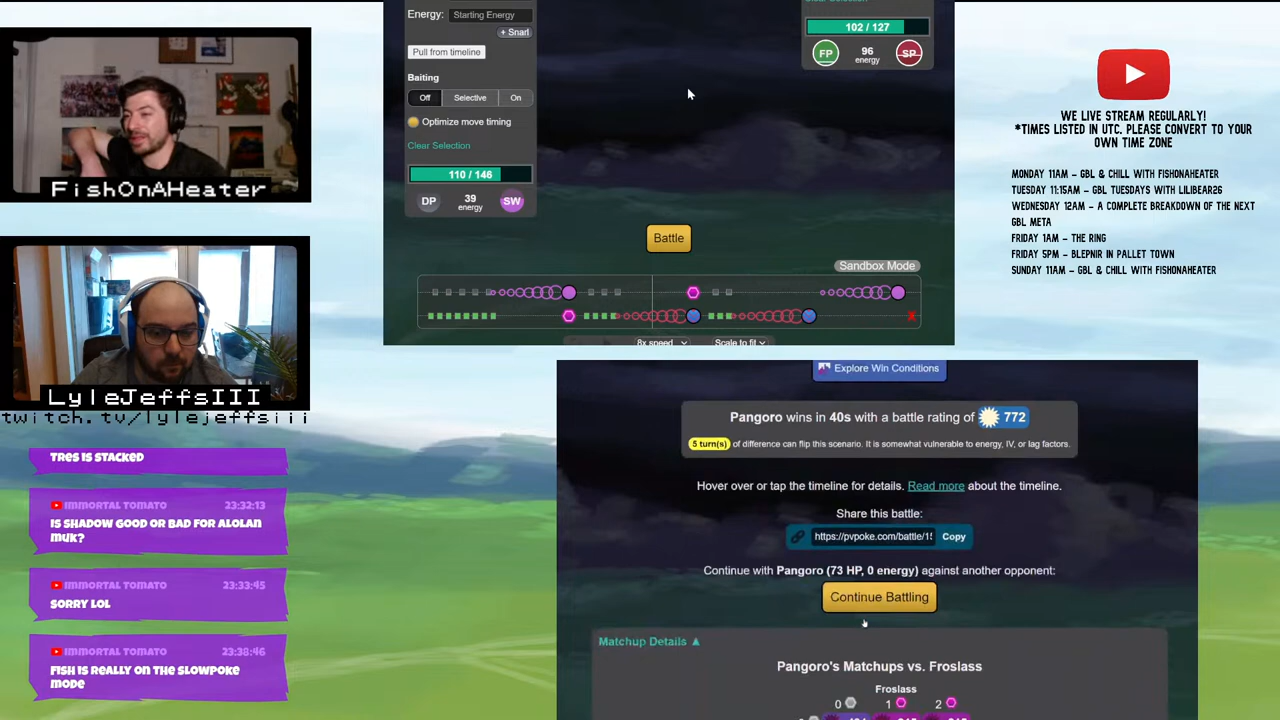 FishOnAHeater
LyleJeffsIII
twitch.tv/lylejeffsiii
TRES IS STACKED
IMMORTAL TOMATO 23:32:13
IS SHADOW GOOD OR BAD FOR ALOLAN
MUK?
IMMORTAL TOMATO 23:33:45
SORRY LOL
IMMORTAL TOMATO 23:38:46
FISH IS REALLY ON THE SLOWPOKE
MODE
Energy: Starting Energy
+ Snarl
Pull from timeline
Baiting
Off Selective On
Optimize move timing
Clear Selection
110 / 146
DP 39 energy SW
102 / 127
FP 96 energy SP
Battle
Sandbox Mode
8x speed Scale to fit
Explore Win Conditions
Pangoro wins in 40s with a battle rating of 772
5 turn(s) of difference can flip this scenario. It is somewhat vulnerable to energy, IV, or lag factors.
Hover over or tap the timeline for details. Read more about the timeline.
Share this battle:
https://pvpoke.com/battle/15 Copy
Continue with Pangoro (73 HP, 0 energy) against another opponent:
Continue Battling
Matchup Details ▲
Pangoro's Matchups vs. Froslass
Froslass
0 1 2
WE LIVE STREAM REGULARLY!
*TIMES LISTED IN UTC. PLEASE CONVERT TO YOUR
OWN TIME ZONE
MONDAY 11AM – GBL & CHILL WITH FISHONAHEATER
TUESDAY 11:15AM – GBL TUESDAYS WITH LILIBEAR26
WEDNESDAY 12AM – A COMPLETE BREAKDOWN OF THE NEXT
GBL META
FRIDAY 1AM – THE RING
FRIDAY 5PM – BLEPNIR IN PALLET TOWN
SUNDAY 11AM – GBL & CHILL WITH FISHONAHEATER